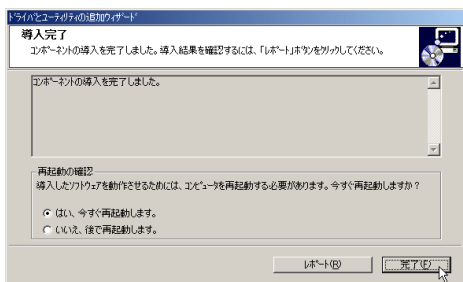 ﾄﾞﾗｲﾊﾞとﾕｰﾃｨﾘﾃｨの追加ｳｨｻﾞｰﾄﾞ
導入完了
ｺﾝﾎﾟｰﾈﾝﾄの導入を完了しました。導入結果を確認するには、「ﾚﾎﾟｰﾄ」ﾎﾞﾀﾝをｸﾘｯｸしてください。
ｺﾝﾎﾟｰﾈﾝﾄの導入を完了しました。
再起動の確認
導入したｿﾌﾄｳｪｱを動作させるためには、ｺﾝﾋﾟｭｰﾀを再起動する必要があります。今すぐ再起動しますか？
はい、今すぐ再起動します。
いいえ、後で再起動します。
ﾚﾎﾟｰﾄ(R)
完了(F)